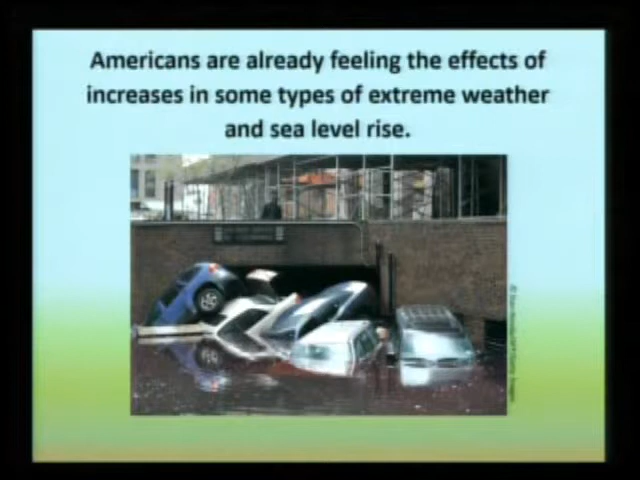 Americans are already feeling the effects of
increases in some types of extreme weather
and sea level rise.